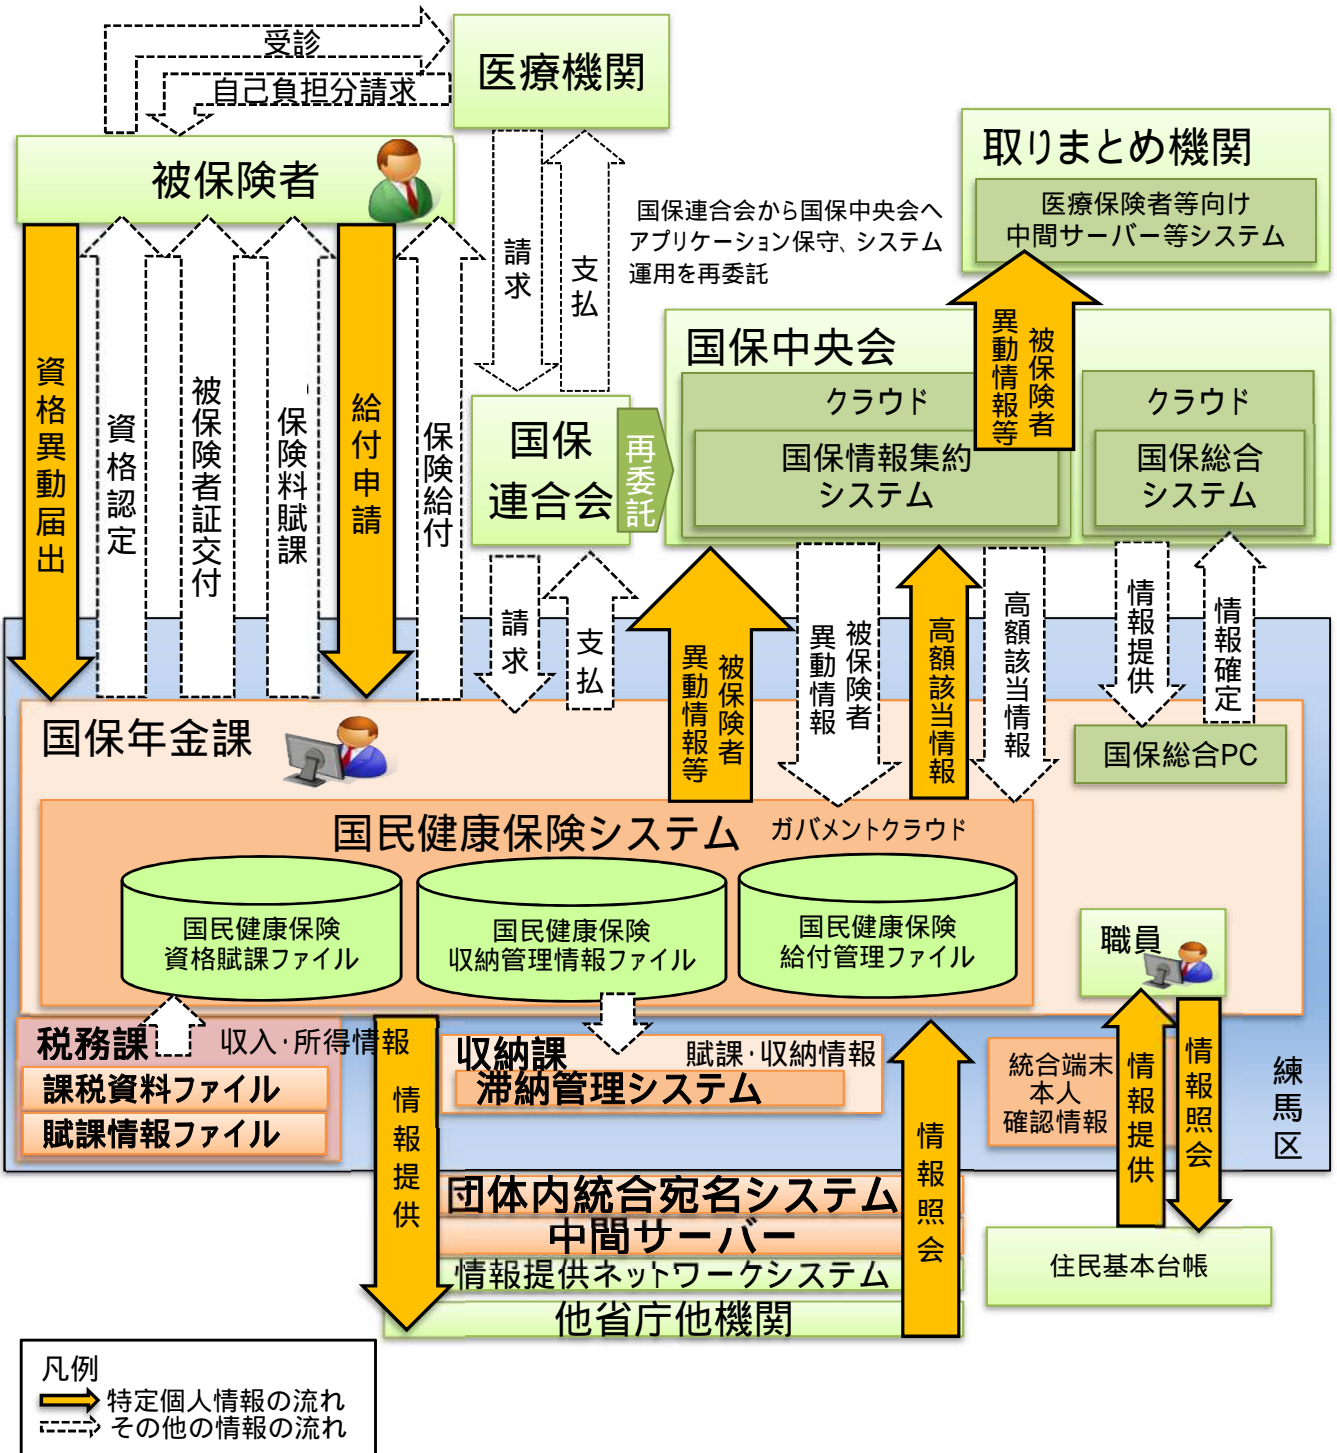 受診
自己負担分請求
医療機関
被保険者
取りまとめ機関
医療保険者等向け
中間サーバー等システム
国保連合会から国保中央会へ
アプリケーション保守、システム
運用を再委託
請求
支払
資格異動届出
資格認定
被保険者証交付
保険料賦課
給付申請
保険給付
国保
連合会
再委託
国保中央会
クラウド
国保情報集約
システム
被保険者
異動情報等
クラウド
国保総合
システム
請求
支払
被保険者
異動情報等
被保険者
異動情報
高額該当情報
高額該当情報
情報提供
情報確定
国保年金課
国保総合PC
国民健康保険システム
ガバメントクラウド
国民健康保険
資格賦課ファイル
国民健康保険
収納管理情報ファイル
国民健康保険
給付管理ファイル
職員
税務課
収入・所得情報
課税資料ファイル
賦課情報ファイル
収納課
賦課・収納情報
滞納管理システム
統合端末
本人
確認情報
情報提供
情報照会
練馬区
情報提供
情報照会
団体内統合宛名システム
中間サーバー
情報提供ネットワークシステム
他省庁他機関
住民基本台帳
凡例
特定個人情報の流れ
その他の情報の流れ